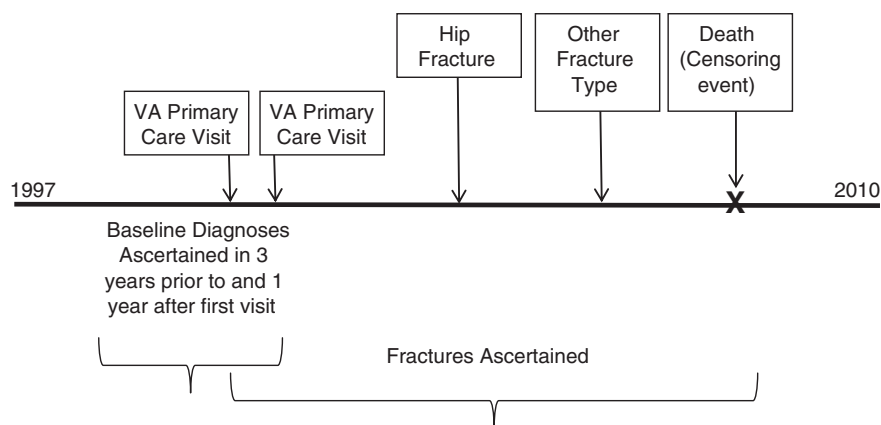 Hip
Fracture
Other
Fracture
Type
Death
(Censoring
event)
VA Primary
Care Visit
VA Primary
Care Visit
1997
2010
X
Baseline Diagnoses
Ascertained in 3
years prior to and 1
year after first visit
Fractures Ascertained